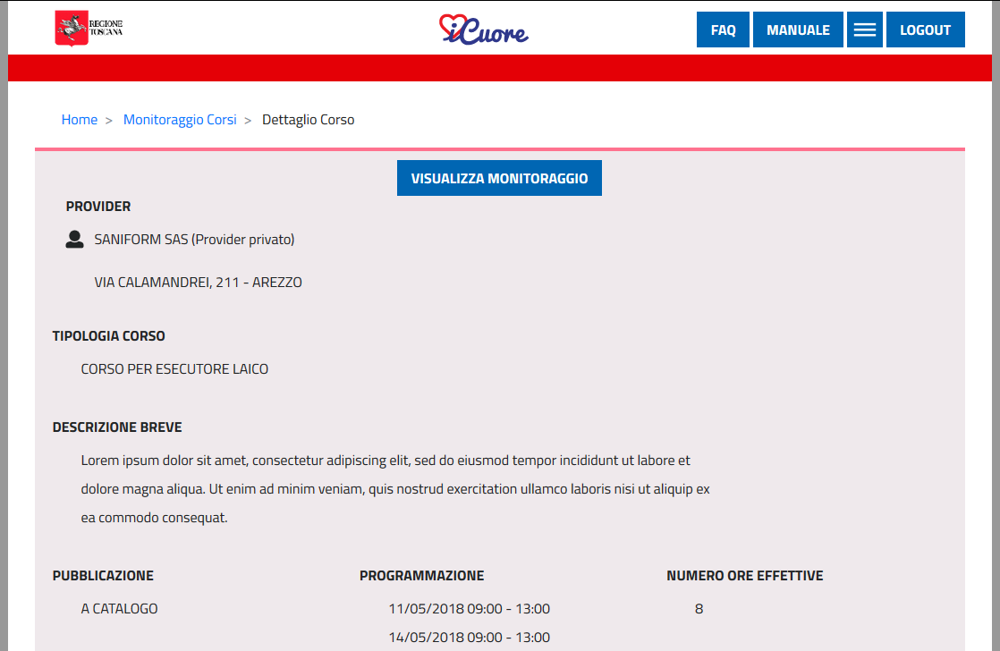 REGIONE
TOSCANA
iCuore
FAQ
MANUALE
LOGOUT
Home > Monitoraggio Corsi > Dettaglio Corso
VISUALIZZA MONITORAGGIO
PROVIDER
SANIFORM SAS (Provider privato)
VIA CALAMANDREI, 211 - AREZZO
TIPOLOGIA CORSO
CORSO PER ESECUTORE LAICO
DESCRIZIONE BREVE
Lorem ipsum dolor sit amet, consectetur adipiscing elit, sed do eiusmod tempor incididunt ut labore et
dolore magna aliqua. Ut enim ad minim veniam, quis nostrud exercitation ullamco laboris nisi ut aliquip ex
ea commodo consequat.
PUBBLICAZIONE
A CATALOGO
PROGRAMMAZIONE
11/05/2018 09:00 - 13:00
14/05/2018 09:00 - 13:00
NUMERO ORE EFFETTIVE
8